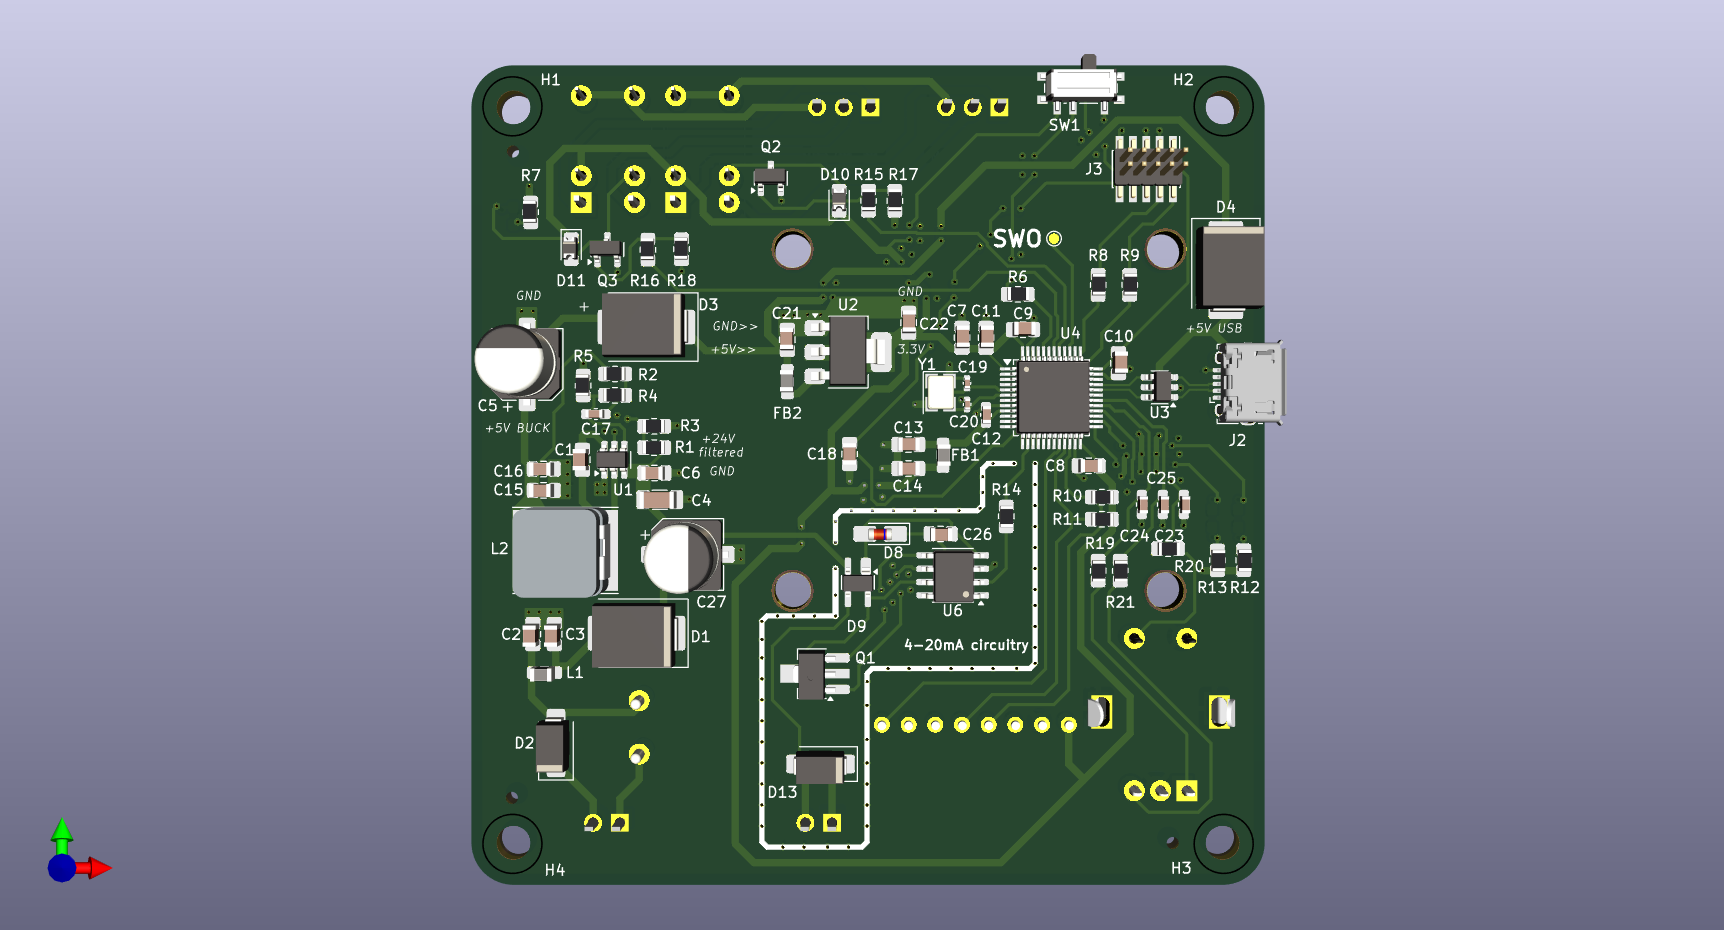 H1
H2
SW1
Q2
J3
R7
D10 R15 R17
D4
SWO
D11 Q3 R16 R18
R8 R9
R6
GND
+
D3
GND
U2
+5V USB
C21
GND>>
C22
C7 C11 C9
U4
C10
+5V>>
3.3V
R5
R2
Y1
C19
R4
C5 +
FB2
C20
U3
C17
C12
J2
+5V BUCK
R3
C13
+24V
filtered
R1
C1
C18
FB1
C16
GND
C6
C8
C15
U1
C14
C25
C4
R14
R10
R11
+
L2
D8
C26
C24 C23
R19
R20
R13 R12
C27
U6
R21
D9
C2 C3
D1
4-20mA circuitry
L1
Q1
D2
D13
H4
H3